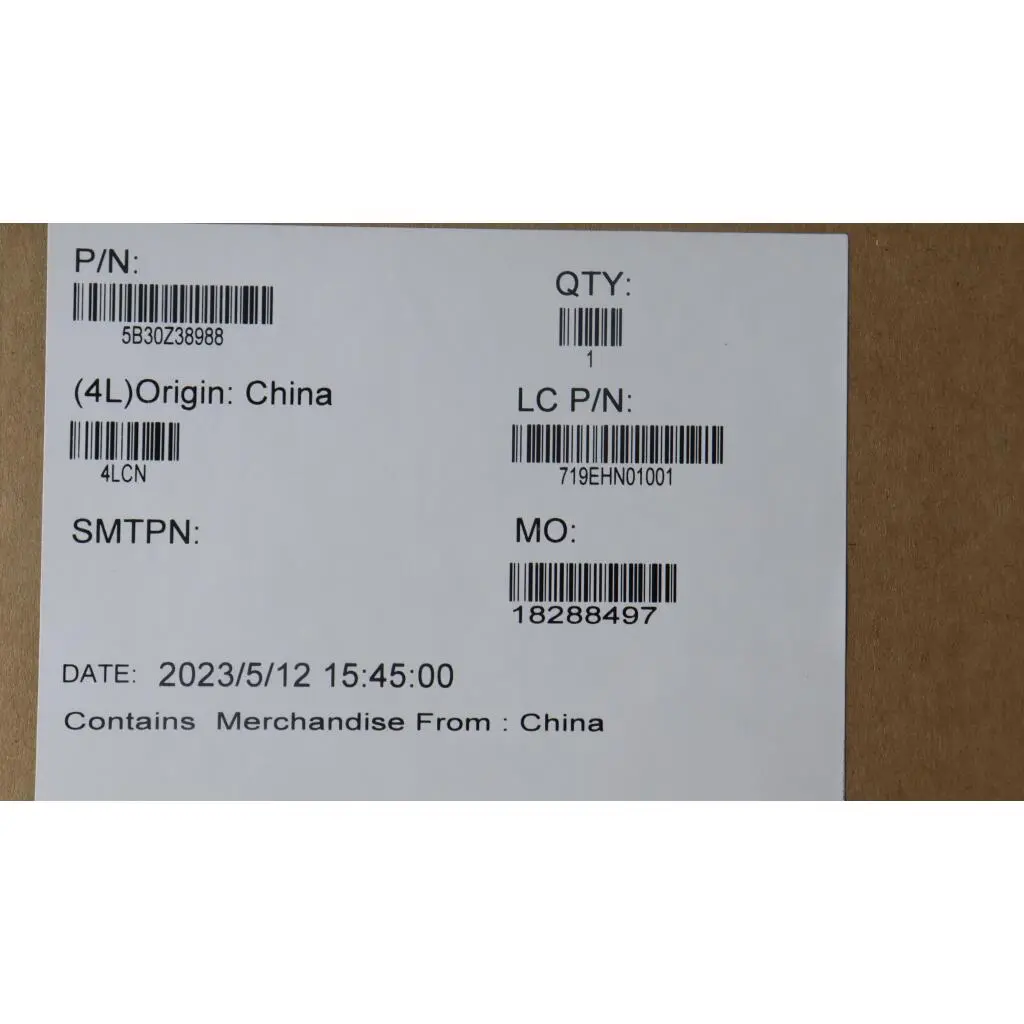 P/N:
5B30Z38988
QTY:
1
(4L)Origin: China
4LCN
LC P/N:
719EHN01001
SMTPN:
MO:
18288497
DATE: 2023/5/12 15:45:00
Contains Merchandise From : China